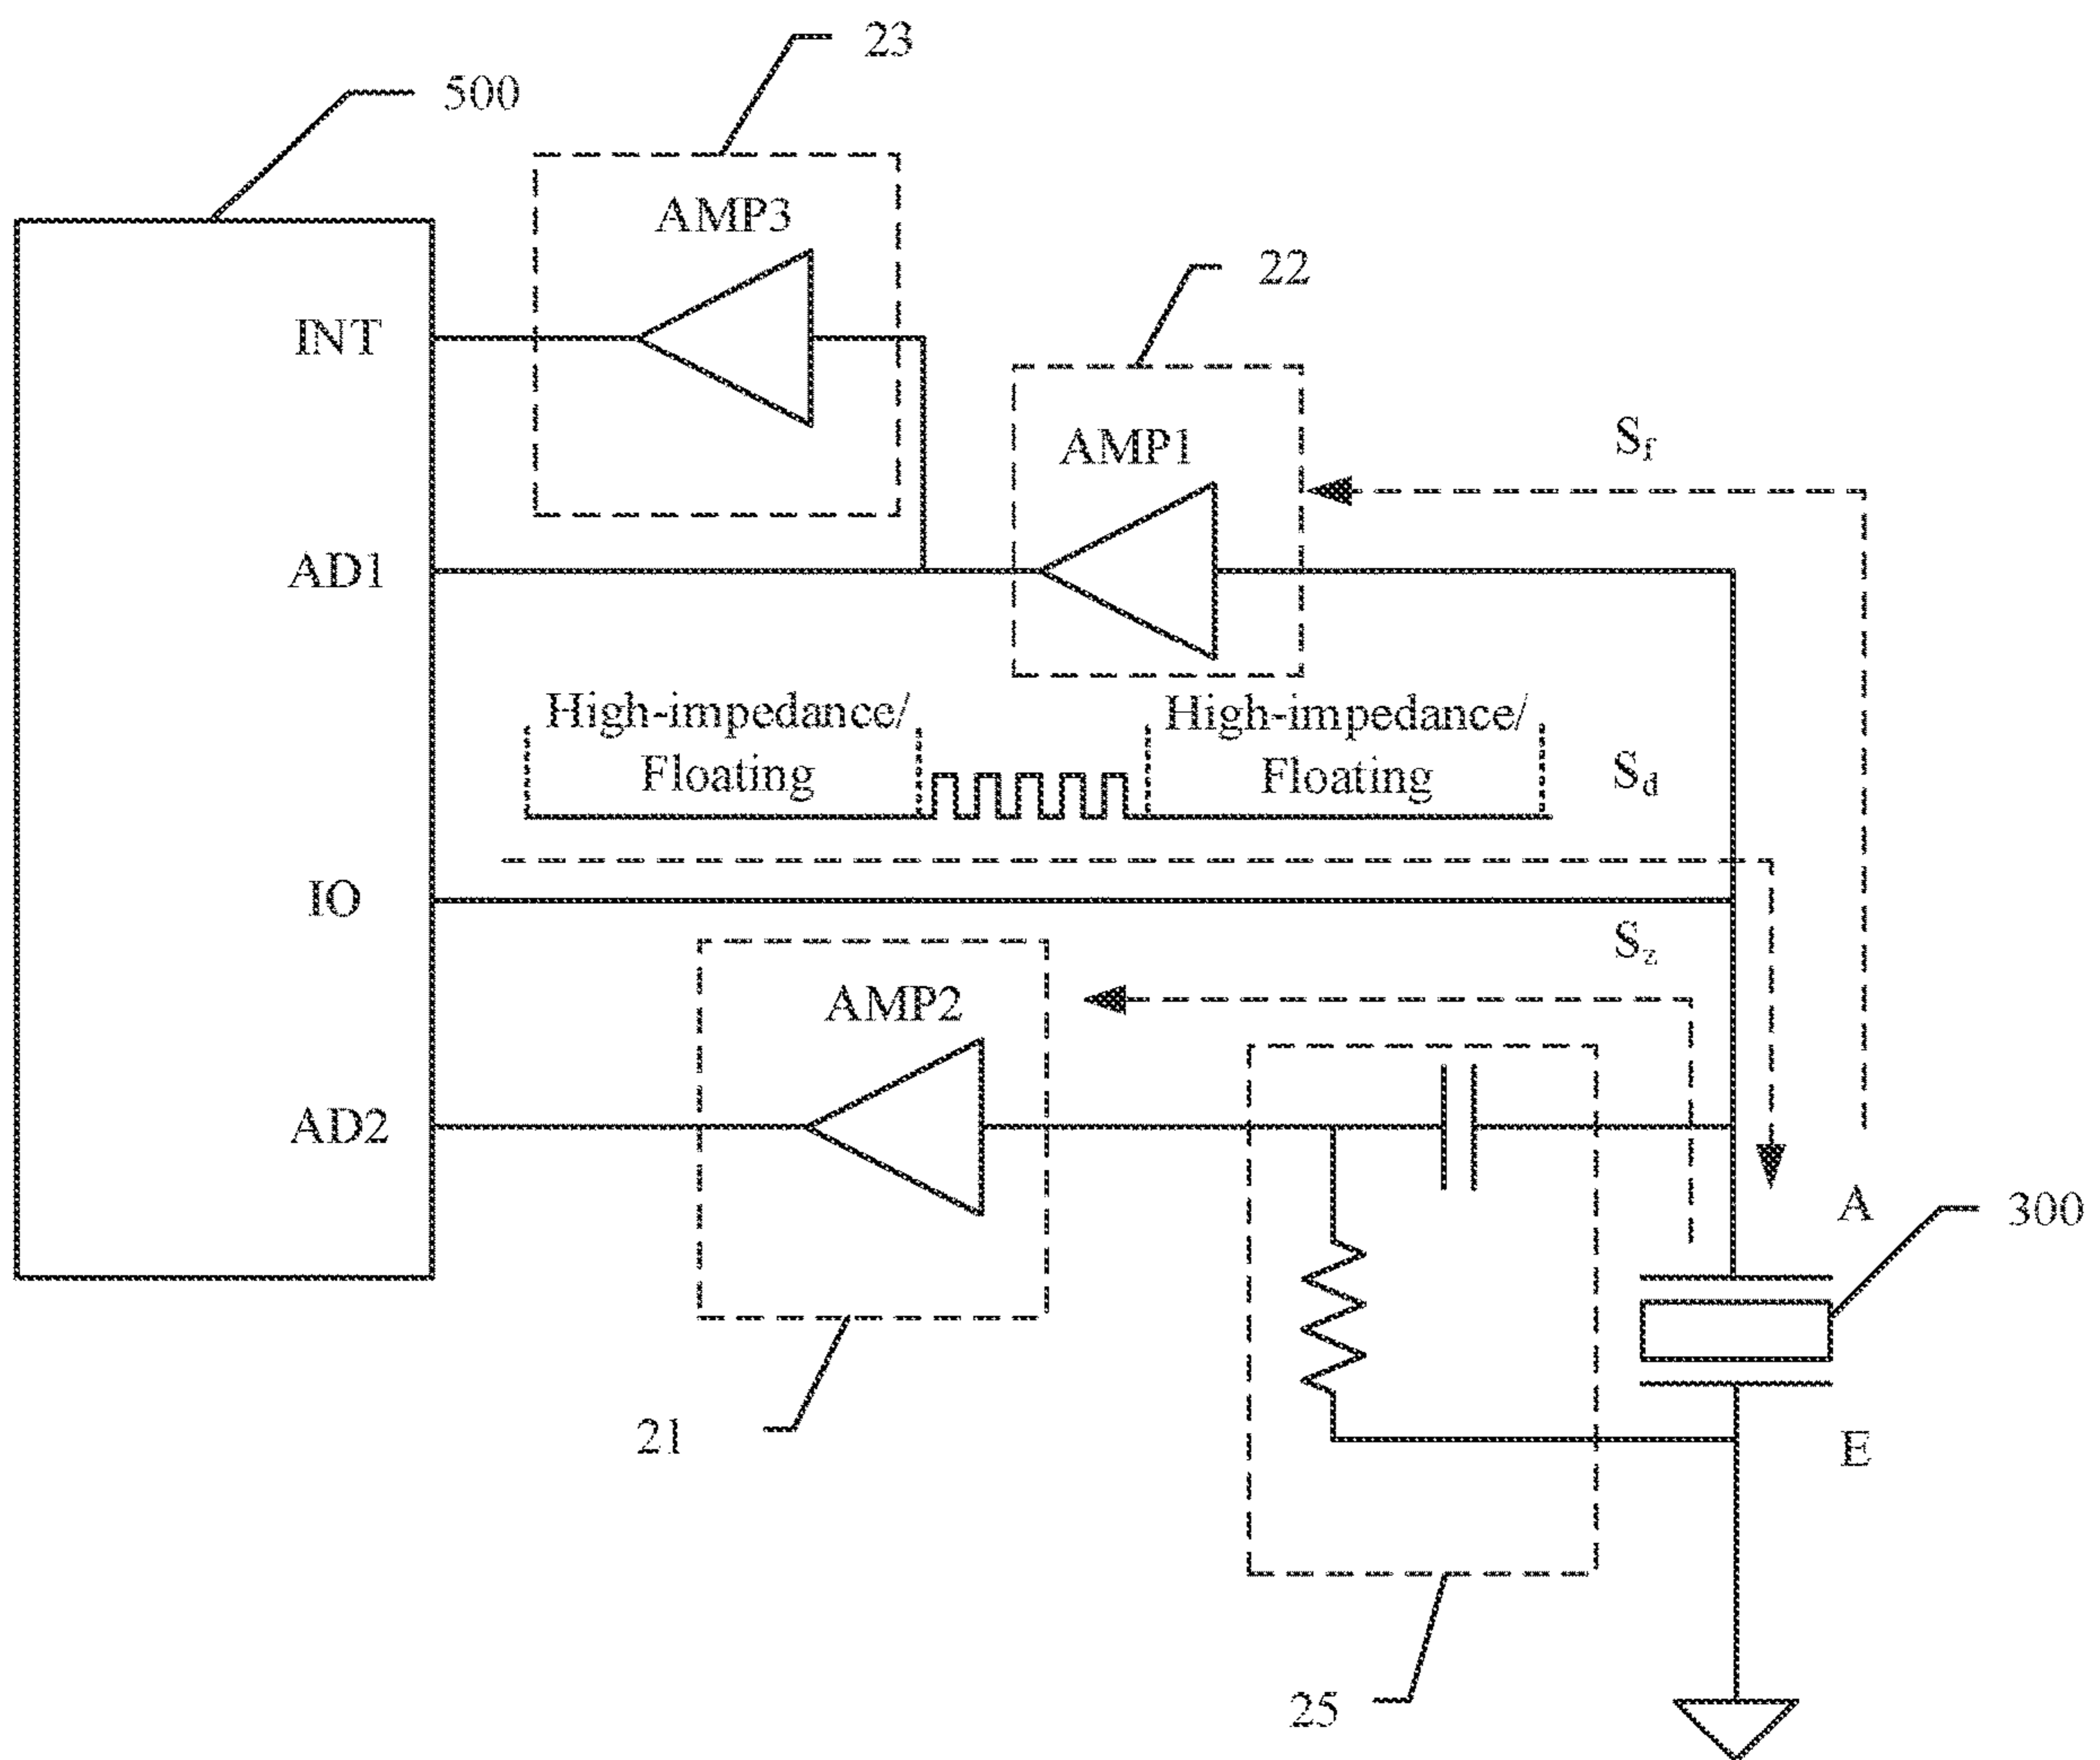 23
500
AMP3
22
INT
AMP1
Sf
AD1
High-impedance/
Floating
High-impedance/
Floating
Sd
IO
Sz
AMP2
AD2
A
300
21
E
25